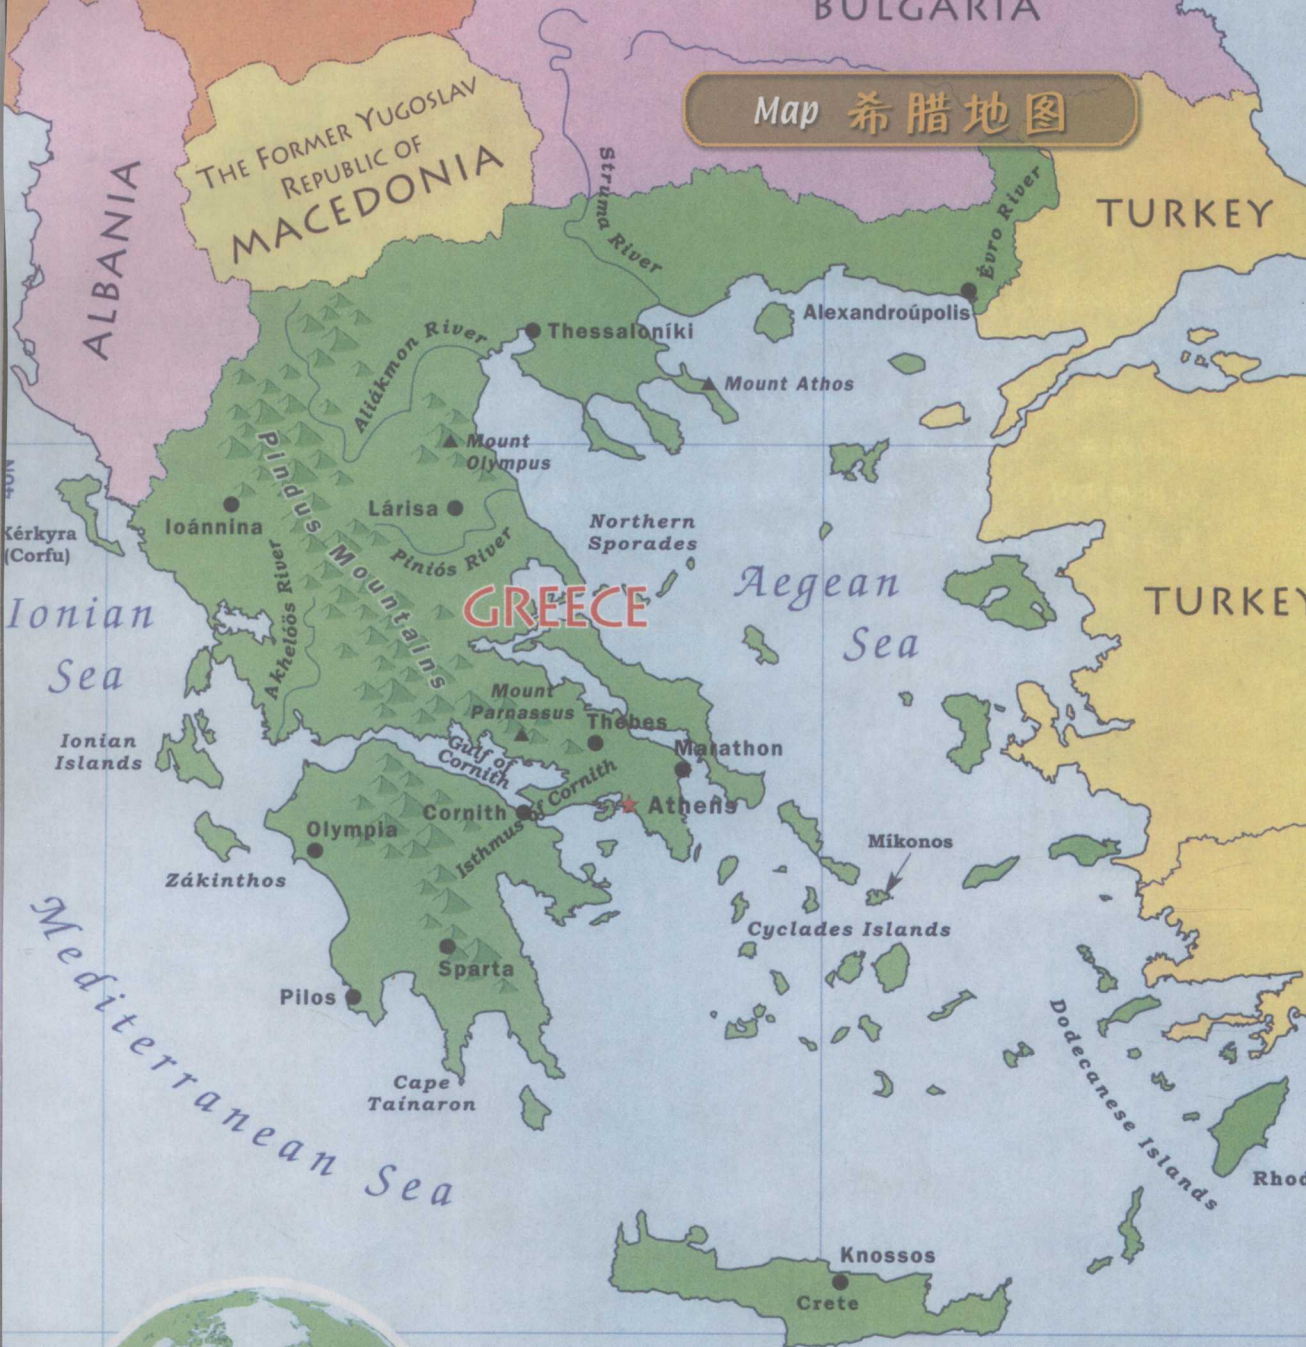 BULGARIA
Map 希腊地图
THE FORMER YUGOSLAV
REPUBLIC OF
MACEDONIA
ALBANIA
TURKEY
Struma River
Évro River
Alexandroúpolis
Thessaloníki
Aliákmon River
Mount Athos
Mount
Olympus
40N
Pindus Mountains
Ioánnina
Lárisa
Piniós River
Kérkyra
(Corfu)
Northern
Sporades
Akhelóös River
GREECE
Aegean
Sea
TURKEY
Ionian
Sea
Mount
Parnassus
Thebes
Ionian
Islands
Gulf of
Cornith
Marathon
Cornith
Isthmus of Cornith
Athens
Olympia
Zákinthos
Míkonos
Cyclades Islands
Sparta
Pilos
Mediterranean Sea
Cape
Taínaron
Dodecanese Islands
Rhod
Knossos
Crete